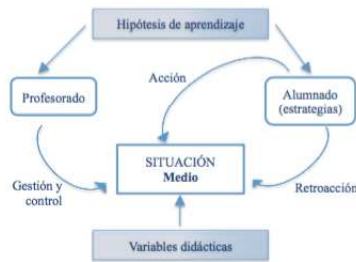 Hipótesis de aprendizaje
Acción
Profesorado
Alumnado
(estrategias)
SITUACIÓN
Medio
Gestión y
control
Retroacción
Variables didácticas